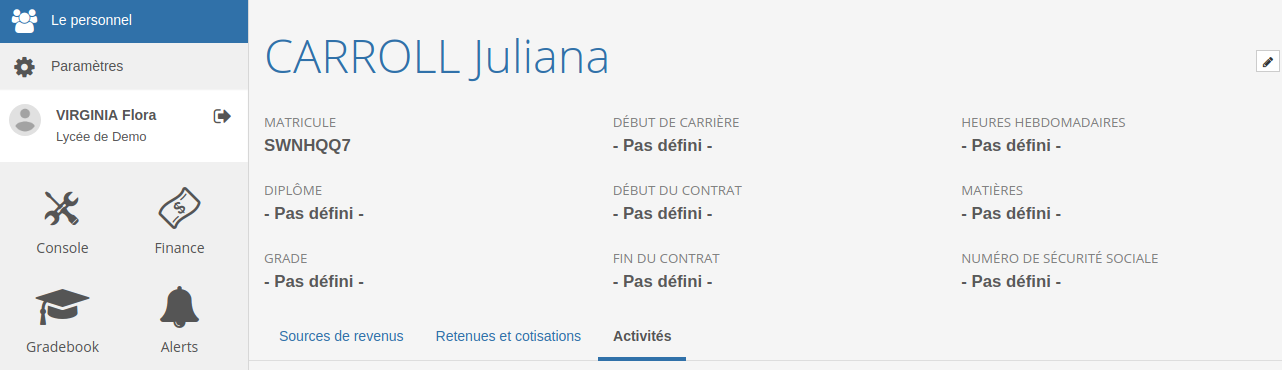 Le personnel
Paramètres
VIRGINIA Flora
Lycée de Demo
Console
Finance
Gradebook
Alerts
CARROLL Juliana
MATRICULE
SWNHQQ7
DÉBUT DE CARRIÈRE
- Pas défini -
HEURES HEBDOMADAIRES
- Pas défini -
DIPLÔME
- Pas défini -
DÉBUT DU CONTRAT
- Pas défini -
MATIÈRES
- Pas défini -
GRADE
- Pas défini -
FIN DU CONTRAT
- Pas défini -
NUMÉRO DE SÉCURITÉ SOCIALE
- Pas défini -
Sources de revenus
Retenues et cotisations
Activités